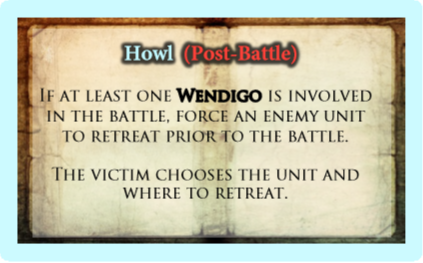 Howl (Post-Battle)
If at least one Wendigo is involved
in the battle, force an enemy unit
to retreat prior to the battle.
The victim chooses the unit and
where to retreat.